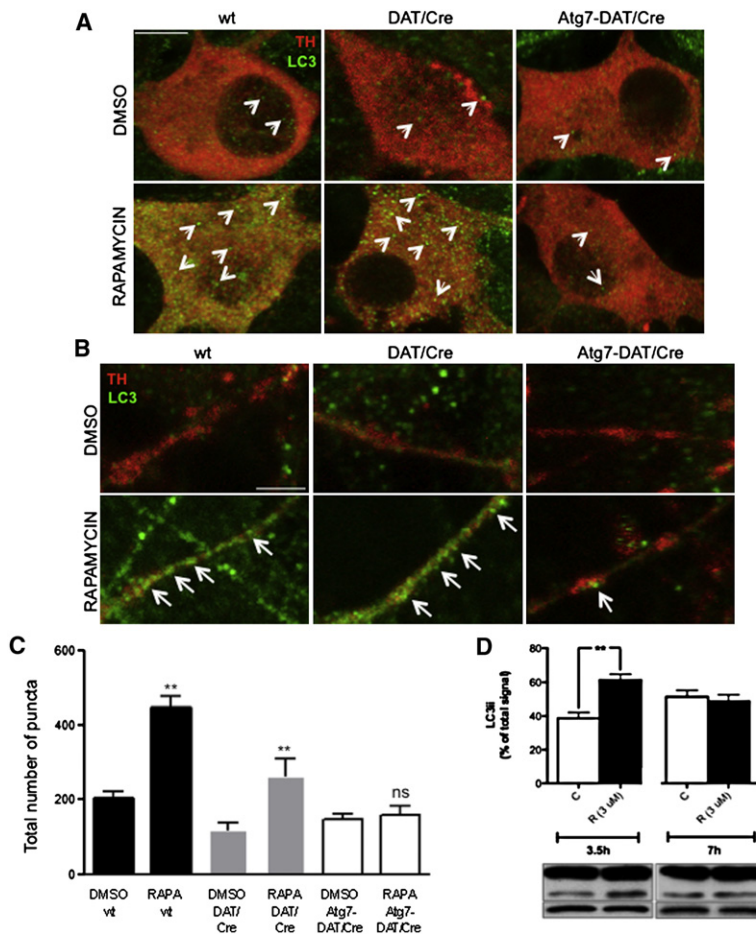 A
wt DAT/Cre Atg7-DAT/Cre
TH
LC3
DMSO
RAPAMYCIN
B
wt DAT/Cre Atg7-DAT/Cre
TH
LC3
DMSO
RAPAMYCIN
C
Total number of puncta
600
400
200
0
**
**
ns
DMSO RAPA DMSO RAPA DMSO RAPA
wt wt DAT/ DAT/ Atg7- Atg7-
Cre Cre DAT/Cre DAT/Cre
D
LC3ii
(% of total signal)
80
60
40
20
0
**
C R (3 uM) C R (3 uM)
3.5h 7h